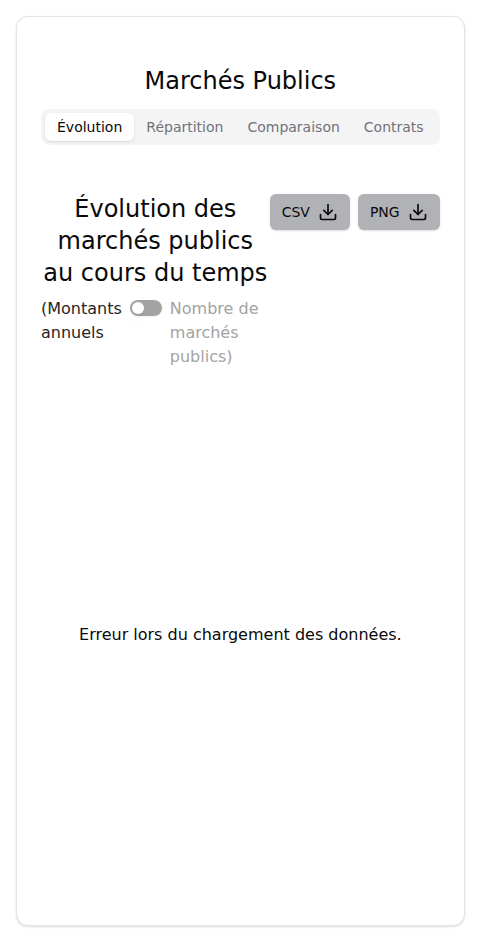 Marchés Publics
Évolution Répartition Comparaison Contrats
Évolution des
marchés publics
au cours du temps
CSV
PNG
(Montants
annuels
Nombre de
marchés
publics)
Erreur lors du chargement des données.